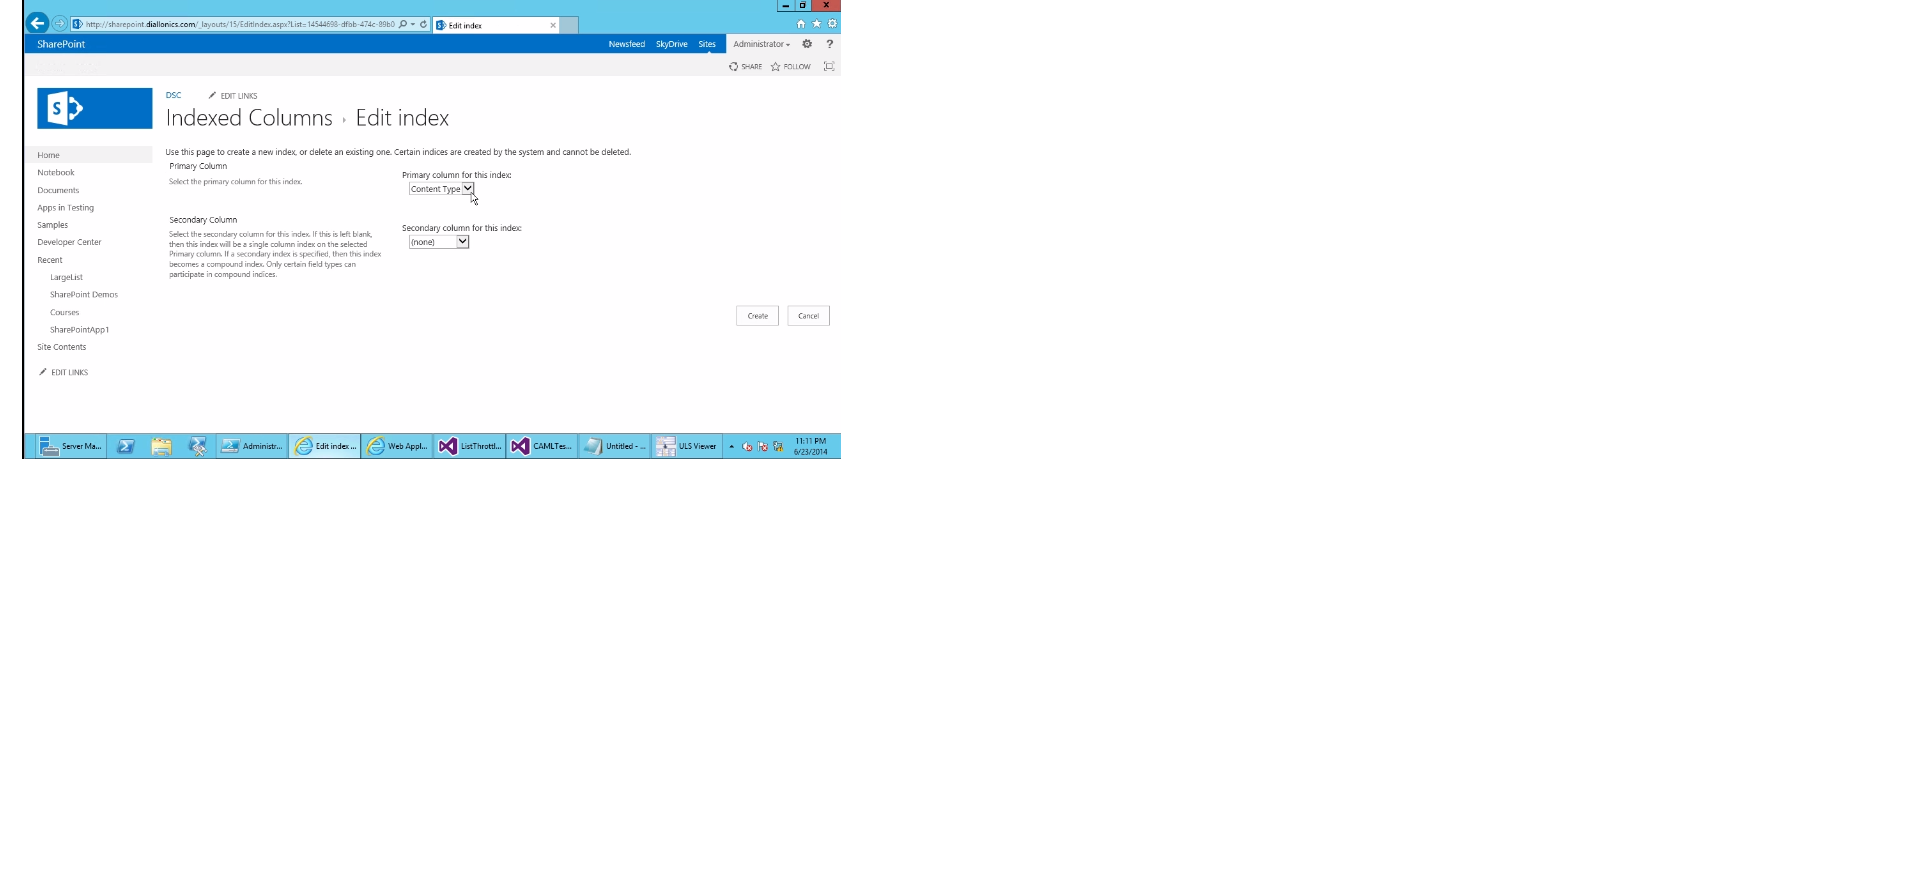 http://sharepoint.diallonics.com/_layouts/15/EditIndex.aspx?List=14544698-dfbb-474c-89b0
Edit index
SharePoint
Newsfeed SkyDrive Sites Administrator ?
SHARE FOLLOW
S
DSC EDIT LINKS
Indexed Columns Edit index
Home
Notebook
Documents
Apps in Testing
Samples
Developer Center
Recent
LargeList
SharePoint Demos
Courses
SharePointApp1
Site Contents
EDIT LINKS
Use this page to create a new index, or delete an existing one. Certain indices are created by the system and cannot be deleted.
Primary Column
Select the primary column for this index.
Primary column for this index:
Content Type
Secondary Column
Select the secondary column for this index. If this is left blank,
then this index will be a single column index on the selected
Primary column. If a secondary index is specified, then this index
becomes a compound index. Only certain field types can
participate in compound indices.
Secondary column for this index:
(none)
Create Cancel
Server Ma... Administr... Edit index ... Web Appl... ListThrottl... CAMLTes... Untitled - ... ULS Viewer
11:11 PM
6/23/2014